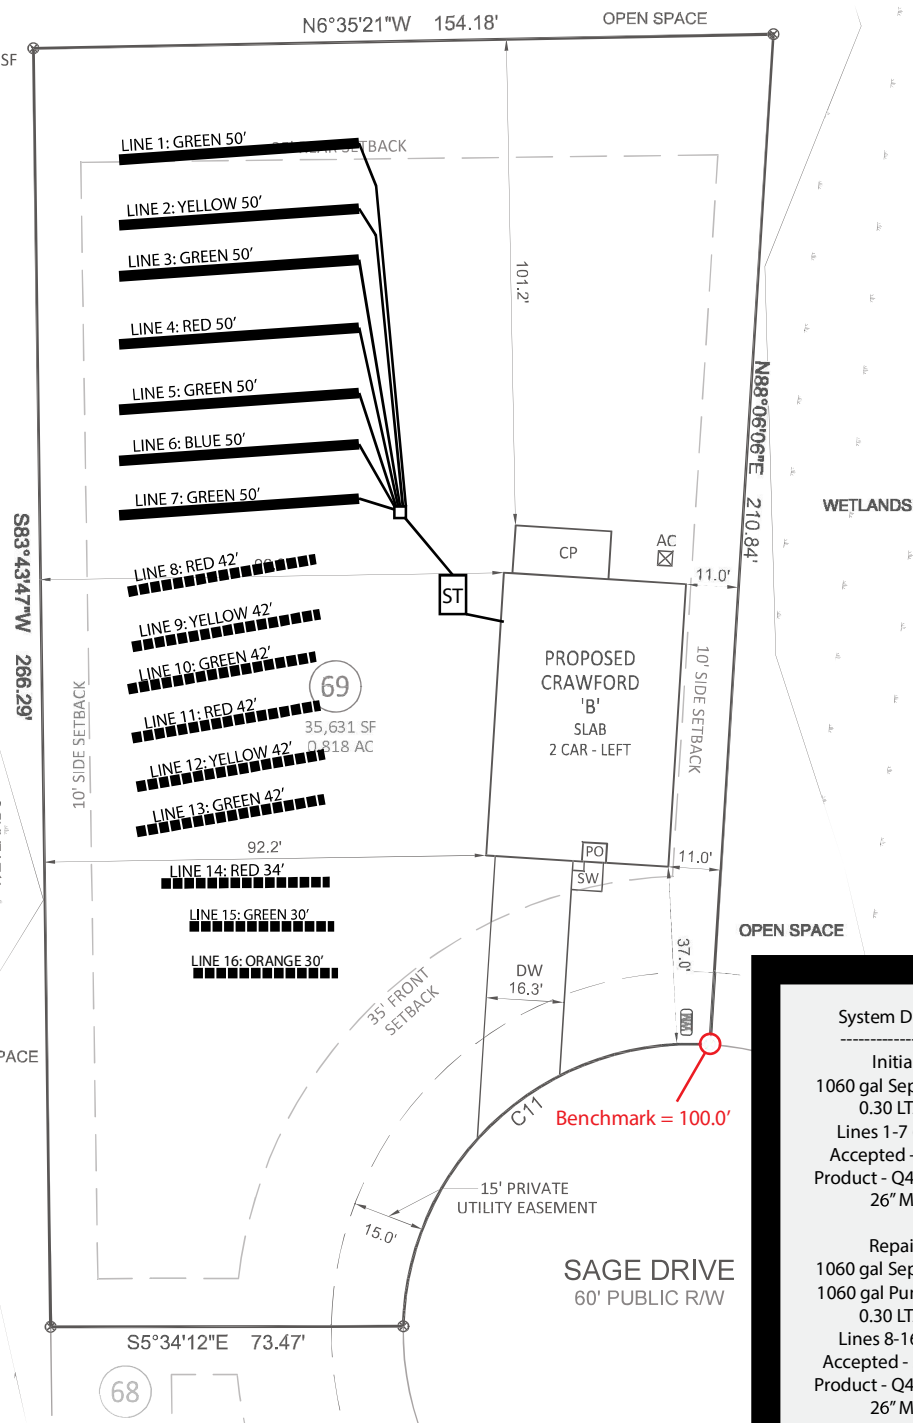 N6°35'21"W 154.18'
OPEN SPACE
SF
LINE 1: GREEN 50'
SETBACK
LINE 2: YELLOW 50'
LINE 3: GREEN 50'
101.2'
LINE 4: RED 50'
LINE 5: GREEN 50'
N88°06'06"E 210.84'
LINE 6: BLUE 50'
LINE 7: GREEN 50'
WETLANDS
S83°43'47"W 266.29'
CP
AC
LINE 8: RED 42'
11.0'
ST
LINE 9: YELLOW 42'
LINE 10: GREEN 42'
PROPOSED
CRAWFORD
'B'
SLAB
2 CAR - LEFT
10' SIDE SETBACK
69
35,631 SF
0.818 AC
LINE 11: RED 42'
10' SIDE SETBACK
LINE 12: YELLOW 42'
LINE 13: GREEN 42'
92.2'
PO
11.0'
LINE 14: RED 34'
SW
LINE 15: GREEN 30'
OPEN SPACE
37.0'
LINE 16: ORANGE 30'
DW
16.3'
35' FRONT
SETBACK
WM
PACE
C11
Benchmark = 100.0'
15' PRIVATE
UTILITY EASEMENT
15.0'
SAGE DRIVE
60' PUBLIC R/W
S5°34'12"E 73.47'
68
System D
--------------
Initia
1060 gal Sep
0.30 LT
Lines 1-7
Accepted -
Product - Q4
26" M
Repai
1060 gal Sep
1060 gal Pu
0.30 LT
Lines 8-16
Accepted -
Product - Q4
26" M